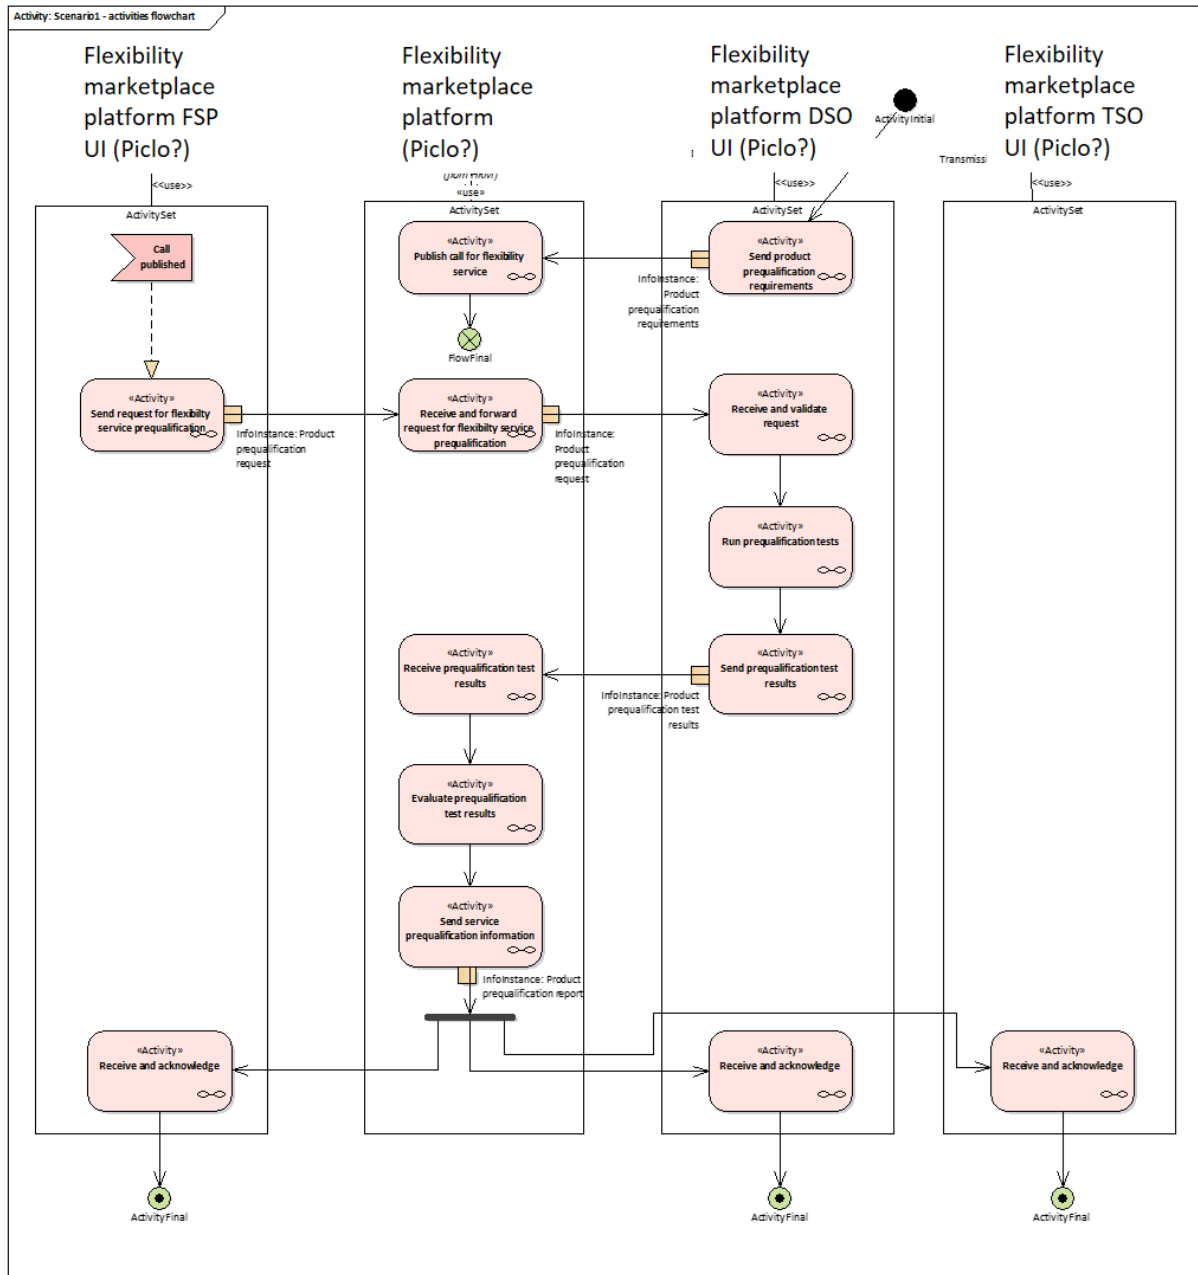 Activity: Scenario1 - activities flowchart
Flexibility
marketplace
platform FSP
UI (Piclo?)
Flexibility
marketplace
platform
(Piclo?)
Flexibility
marketplace
platform DSO
UI (Piclo?)
Flexibility
marketplace
platform TSO
UI (Piclo?)
ActivityInitial
Transmissi
<<use>>
«use»
<<use>>
<<use>>
ActivitySet
ActivitySet
ActivitySet
ActivitySet
Call
published
«Activity»
Publish call for flexibility
service
«Activity»
Send product
prequalification
requirements
InfoInstance:
Product
prequalification
requirements
FlowFinal
«Activity»
Send request for flexibilty
service prequalification
InfoInstance: Product
prequalification
request
«Activity»
Receive and forward
request for flexibilty service
prequalification
InfoInstance:
Product
prequalification
request
«Activity»
Receive and validate
request
«Activity»
Run prequalification tests
«Activity»
Receive prequalification test
results
«Activity»
Send prequalification test
results
InfoInstance: Product
prequalification test
results
«Activity»
Evaluate prequalification
test results
«Activity»
Send service
prequalification information
InfoInstance: Product
prequalification report
«Activity»
Receive and acknowledge
«Activity»
Receive and acknowledge
«Activity»
Receive and acknowledge
ActivityFinal
ActivityFinal
ActivityFinal